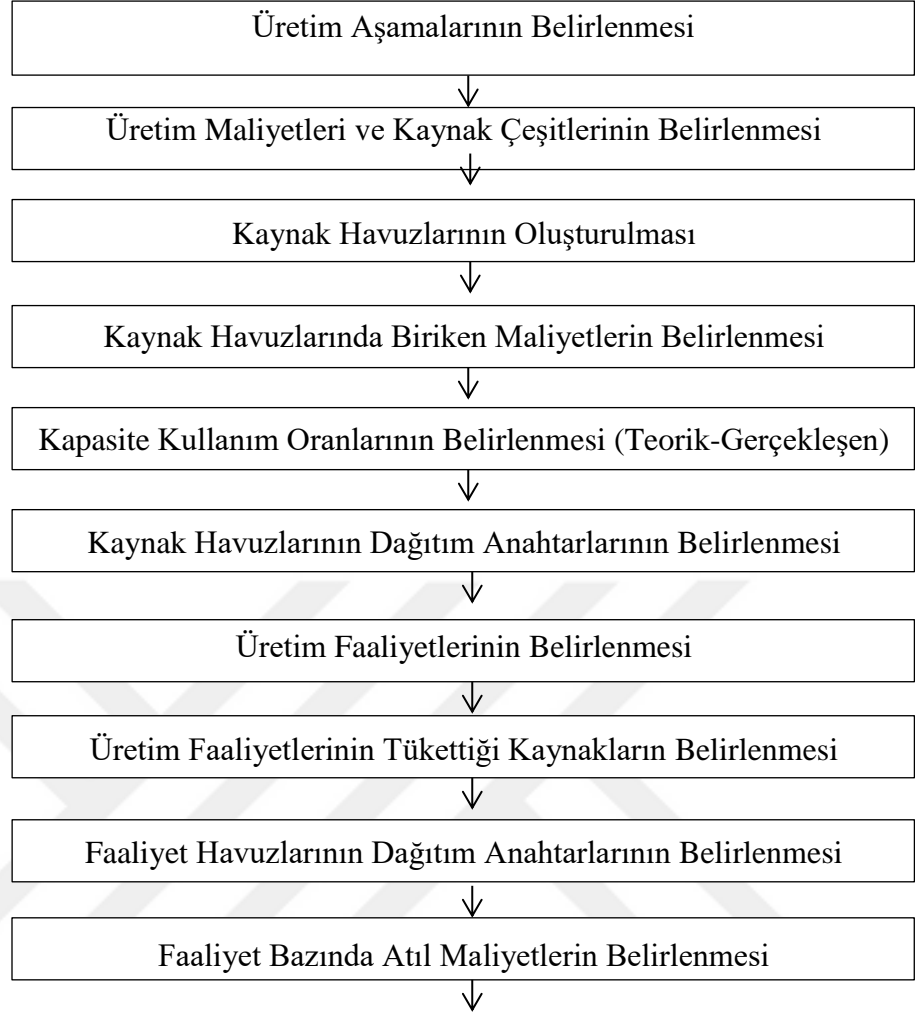 Üretim Aşamalarının Belirlenmesi
Üretim Maliyetleri ve Kaynak Çeşitlerinin Belirlenmesi
Kaynak Havuzlarının Oluşturulması
Kaynak Havuzlarında Biriken Maliyetlerin Belirlenmesi
Kapasite Kullanım Oranlarının Belirlenmesi (Teorik-Gerçekleşen)
Kaynak Havuzlarının Dağıtım Anahtarlarının Belirlenmesi
Üretim Faaliyetlerinin Belirlenmesi
Üretim Faaliyetlerinin Tükettiği Kaynakların Belirlenmesi
Faaliyet Havuzlarının Dağıtım Anahtarlarının Belirlenmesi
Faaliyet Bazında Atıl Maliyetlerin Belirlenmesi